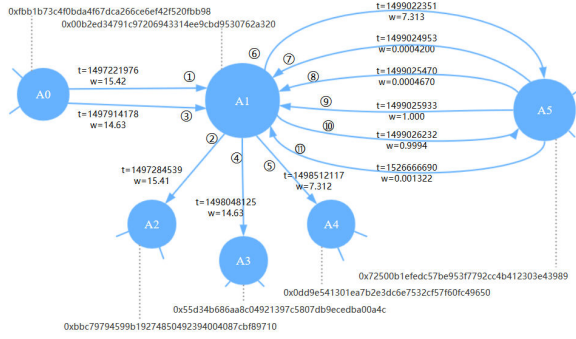 0xfbb1b73c4f0bda4f67dca266ce6ef42f520fbb98
0x00b2ed34791c97206943314ee9cbd9530762a320
t=1499022351
w=7.313
⑥
⑦
t=1499024953
w=0.0004200
t=1497221976
w=15.42
①
⑧
t=1499025470
w=0.0004670
A0
A1
A5
③
⑨
t=1499025933
w=1.000
t=1497914178
w=14.63
⑩
t=1499026232
w=0.9994
②
④
⑤
⑪
t=1526666690
w=0.001322
t=1497284539
w=15.41
t=1498512117
w=7.312
t=1498048125
w=14.63
A2
A3
A4
0x72500b1efedc57be953f7792cc4b412303e43989
0x0dd9e541301ea7b2e3dc6e7532cf57f60fc49650
0x55d34b686aa8c04921397c5807db9ecedba00a4c
0xbbc79794599b19274850492394004087cbf89710